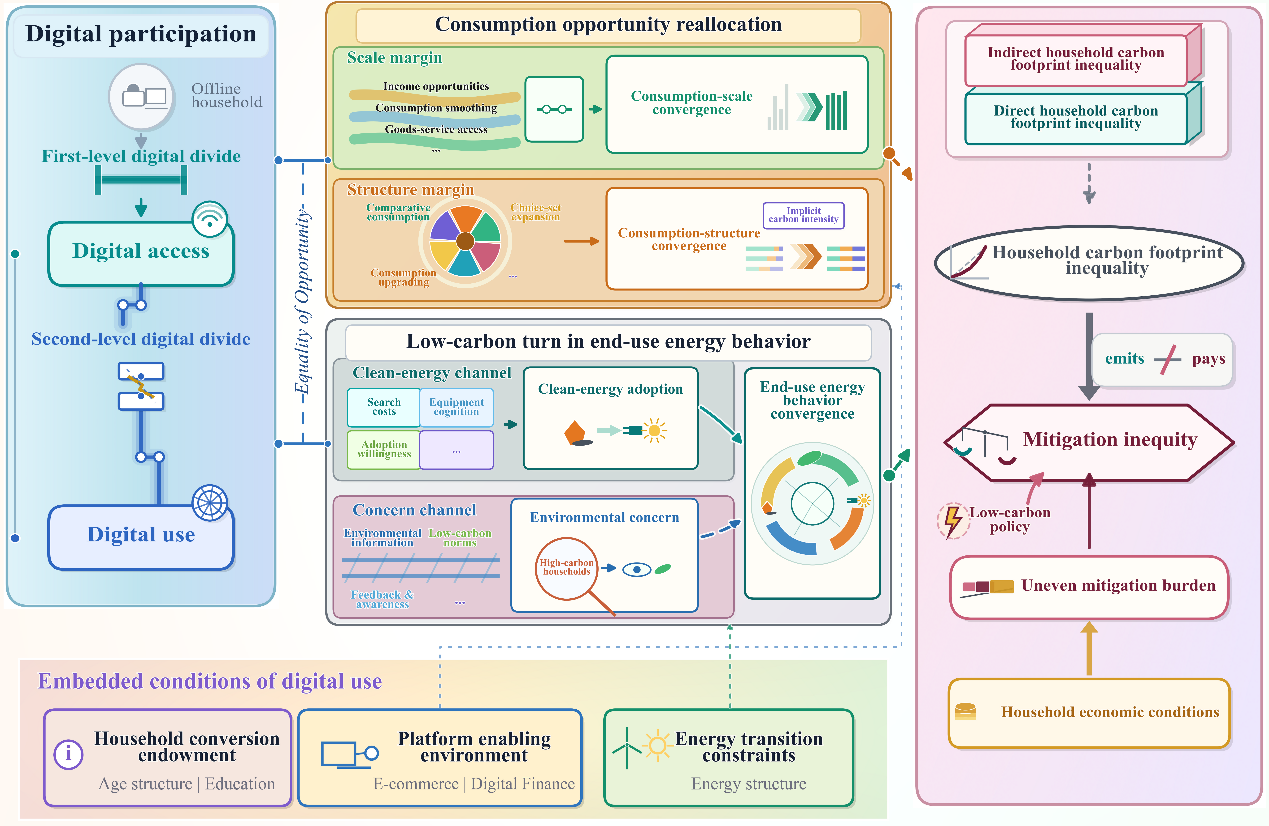 Digital participation
Offline
household
First-level digital divide
Digital access
Second-level digital divide
Digital use
Equality of Opportunity
Consumption opportunity reallocation
Scale margin
Income opportunities
Consumption smoothing
Goods-service access
...
Consumption-scale
convergence
Structure margin
Comparative
consumption
Choice-set
expansion
Consumption
upgrading
...
Consumption-structure
convergence
Implicit
carbon intensity
Low-carbon turn in end-use energy behavior
Clean-energy channel
Search
costs
Equipment
cognition
Adoption
willingness
...
Clean-energy adoption
Concern channel
Environmental
information
Low-carbon
norms
Feedback &
awareness
...
Environmental concern
High-carbon
households
End-use energy
behavior
convergence
Indirect household carbon
footprint inequality
Direct household carbon
footprint inequality
Household carbon footprint
inequality
emits
pays
Mitigation inequity
Low-carbon
policy
Uneven mitigation burden
Household economic conditions
Embedded conditions of digital use
i
Household conversion
endowment
Age structure | Education
Platform enabling
environment
E-commerce | Digital Finance
Energy transition
constraints
Energy structure